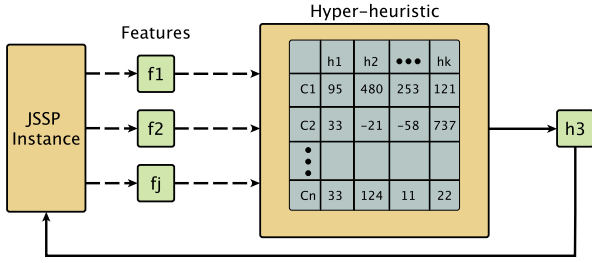 Hyper-heuristic
Features
JSSP
Instance
f1
f2
fj
h1 h2 ●●● hk
C1 95 480 253 121
C2 33 -21 -58 737
Cn 33 124 11 22
h3